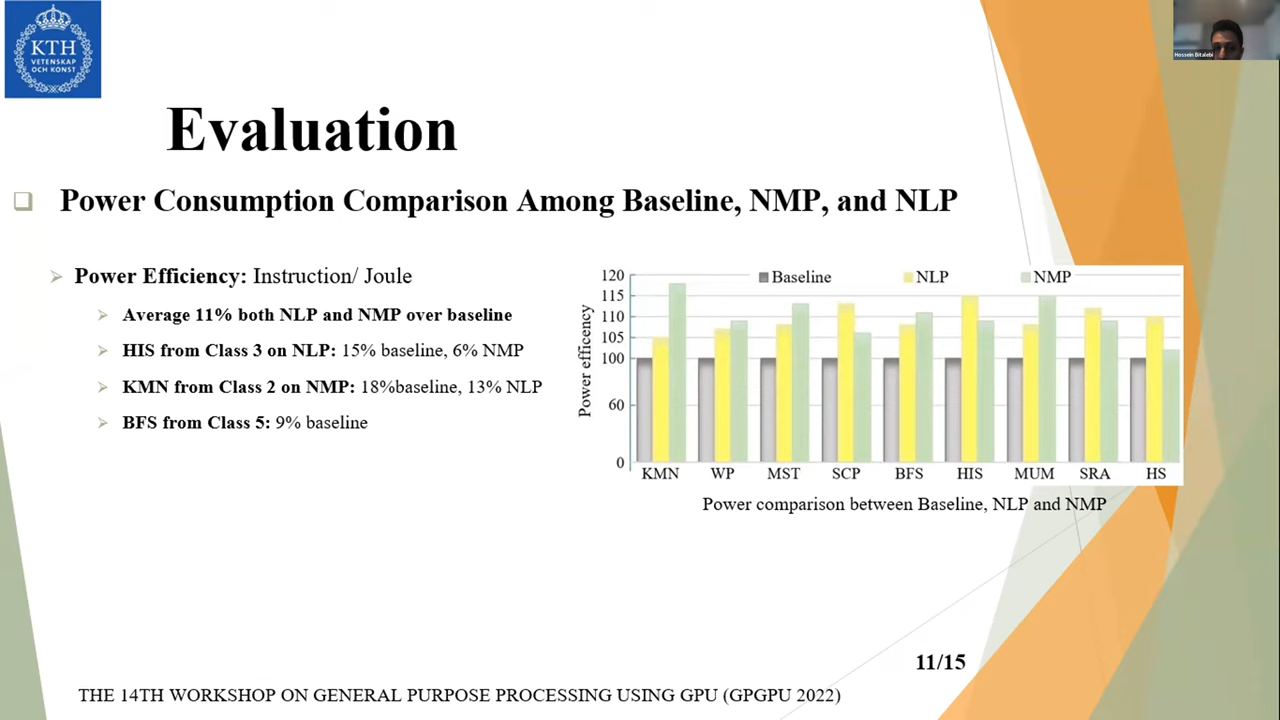 KTH
VETENSKAP
OCH KONST
Hossein Bitalebi
Evaluation
Power Consumption Comparison Among Baseline, NMP, and NLP
Power Efficiency: Instruction/ Joule
Average 11% both NLP and NMP over baseline
HIS from Class 3 on NLP: 15% baseline, 6% NMP
KMN from Class 2 on NMP: 18%baseline, 13% NLP
BFS from Class 5: 9% baseline
Baseline NLP NMP
Power efficency
120
115
110
105
100
60
0
KMN WP MST SCP BFS HIS MUM SRA HS
Power comparison between Baseline, NLP and NMP
11/15
THE 14TH WORKSHOP ON GENERAL PURPOSE PROCESSING USING GPU (GPGPU 2022)